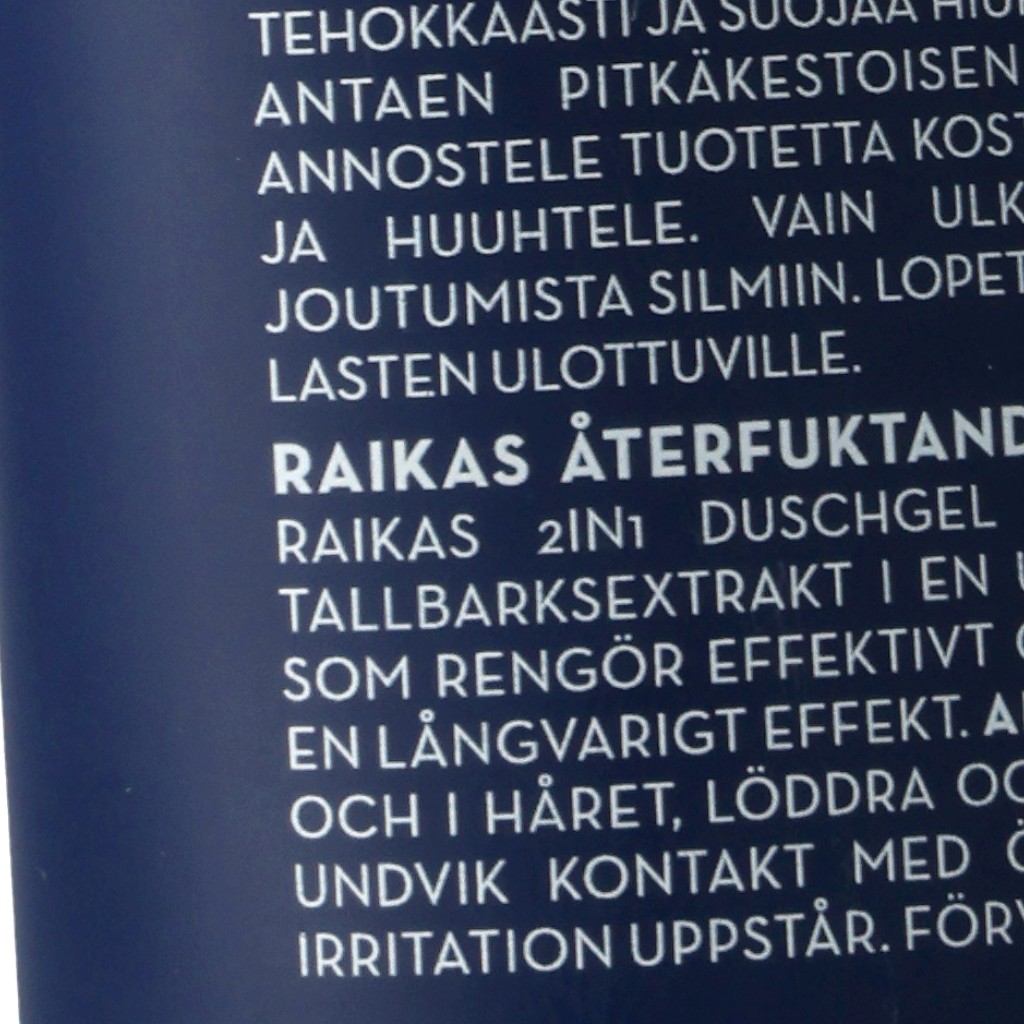 TEHOKKAASTI JA SUOJAA
ANTAEN PITKÄKESTOISEN
ANNOSTELE TUOTETTA
JA HUUHTELE. VAIN
JOUTUMISTA SILMIIN.
LASTEN ULOTTUVILLE.
RAIKAS
RAIKAS 2IN1 DUSCHGEL
TALLBARKSEXTRAKT I EN
SOM RENGÖR EFFEKTIVT
EN LÅNGVARIGT EFFEKT.
OCH I HÅRET, LÖDDRA
UNDVIK KONTAKT MED
IRRITATION UPPSTÅR.